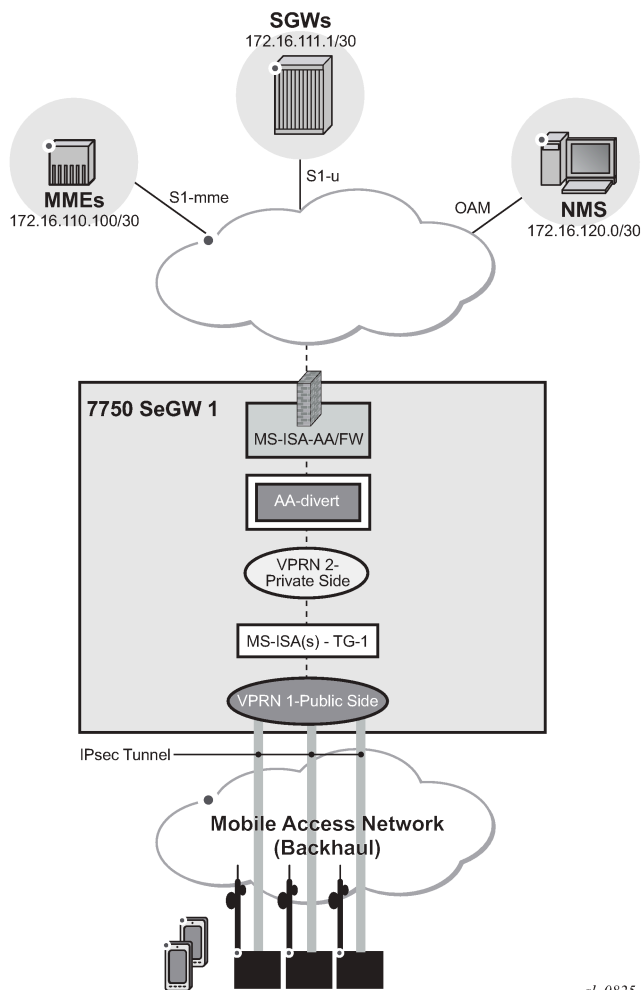 SGWs
172.16.111.1/30
MMEs
172.16.110.100/30
S1-mme
S1-u
OAM
NMS
172.16.120.0/30
7750 SeGW 1
MS-ISA-AA/FW
AA-divert
VPRN 2-
Private Side
MS-ISA(s) - TG-1
VPRN 1-Public Side
IPsec Tunnel
Mobile Access Network
(Backhaul)